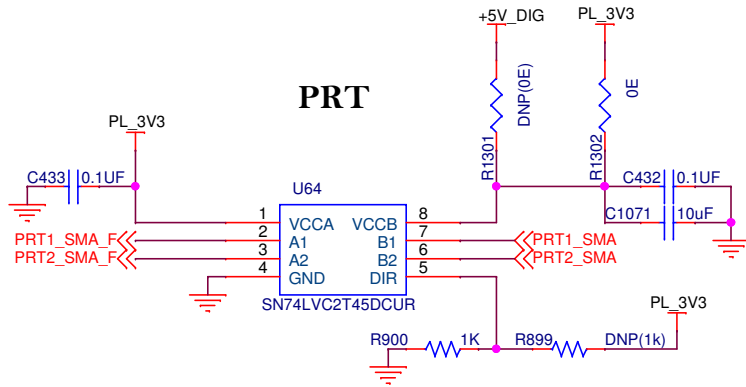 +5V_DIG PL_3V3
PRT
DNP(0E) 0E
PL_3V3
R1301 R1302
C433 0.1UF
C432 0.1UF
U64
C1071 10uF
1 VCCA VCCB 8
PRT1_SMA_F 2 A1 B1 7 PRT1_SMA
PRT2_SMA_F 3 A2 B2 6 PRT2_SMA
4 GND DIR 5
SN74LVC2T45DCUR
PL_3V3
R900 1K R899 DNP(1k)